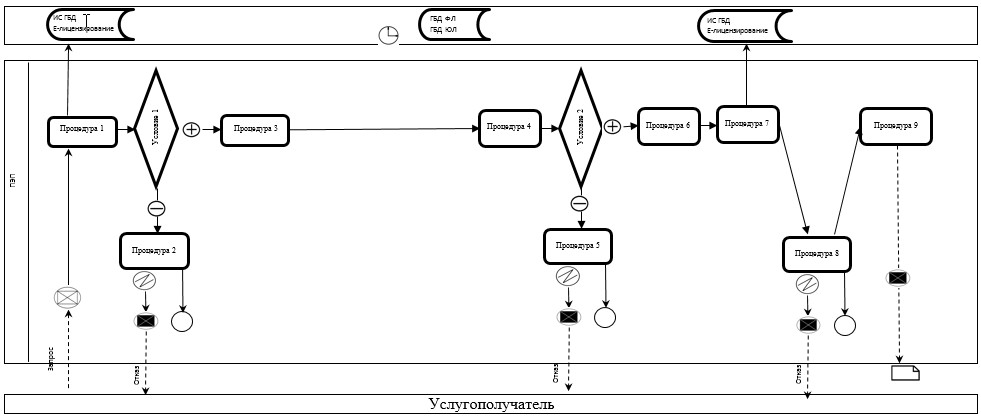 ИС ГБД
Е-лицензирование
ГБД ФЛ
ГБД ЮЛ
ИС ГБД
Е-лицензирование
ПЭП
Процедура 1
Условие 1
Процедура 3
Процедура 4
Условие 2
Процедура 6
Процедура 7
Процедура 9
Процедура 2
Процедура 5
Процедура 8
Запрос
Отказ
Отказ
Отказ
Услугополучатель